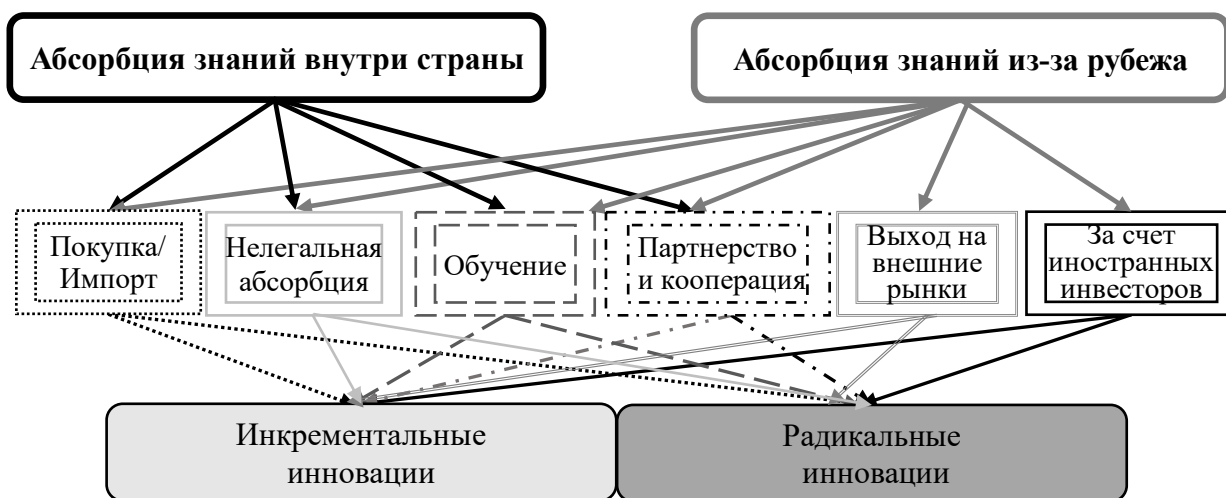 Абсорбция знаний внутри страны
Абсорбция знаний из-за рубежа
Покупка/
Импорт
Нелегальная
абсорбция
Обучение
Партнерство
и кооперация
Выход на
внешние
рынки
За счет
иностранных
инвесторов
Инкрементальные
инновации
Радикальные
инновации